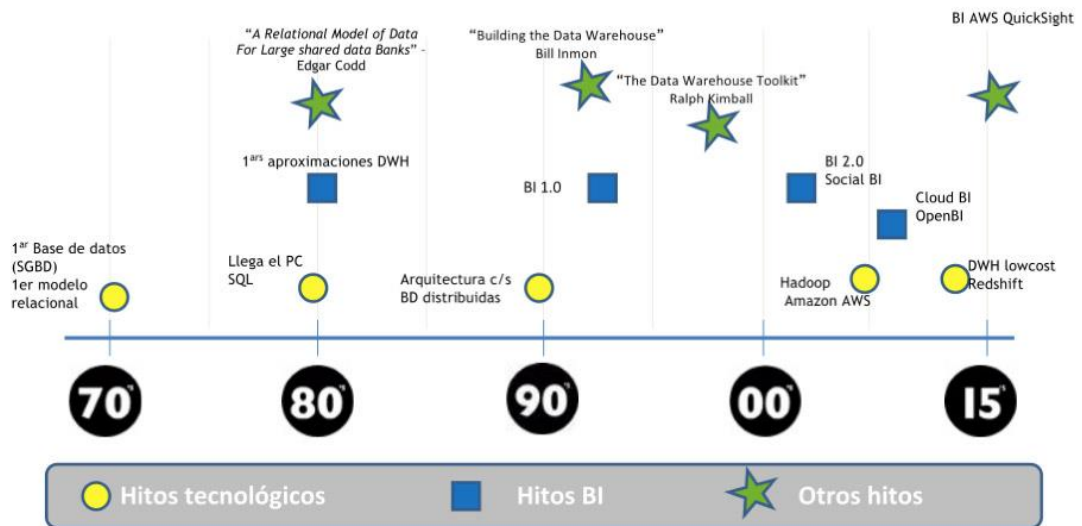 BI AWS QuickSight
“A Relational Model of Data
For Large shared data Banks” -
Edgar Codd
“Building the Data Warehouse”
Bill Inmon
“The Data Warehouse Toolkit”
Ralph Kimball
1ars aproximaciones DWH
BI 1.0
BI 2.0
Social BI
Cloud BI
OpenBI
1ar Base de datos
(SGBD)
1er modelo
relacional
Llega el PC
SQL
Arquitectura c/s
BD distribuidas
Hadoop
Amazon AWS
DWH lowcost
Redshift
70's
80's
90's
00's
15's
Hitos tecnológicos
Hitos BI
Otros hitos